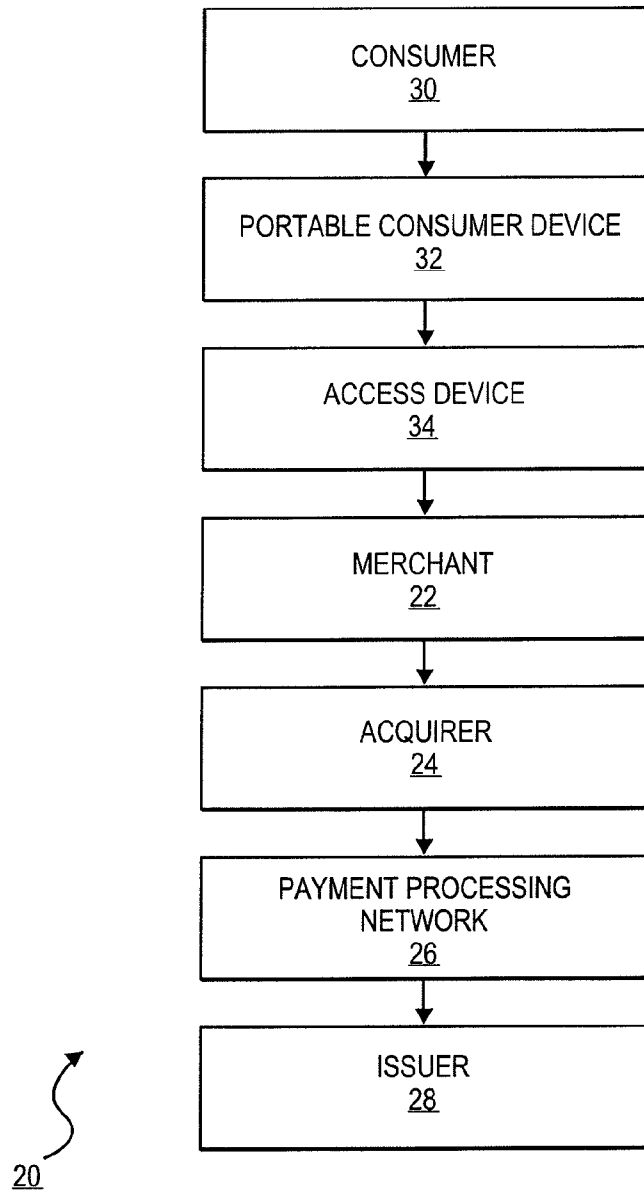 CONSUMER
30
PORTABLE CONSUMER DEVICE
32
ACCESS DEVICE
34
MERCHANT
22
ACQUIRER
24
PAYMENT PROCESSING
NETWORK
26
ISSUER
28
20